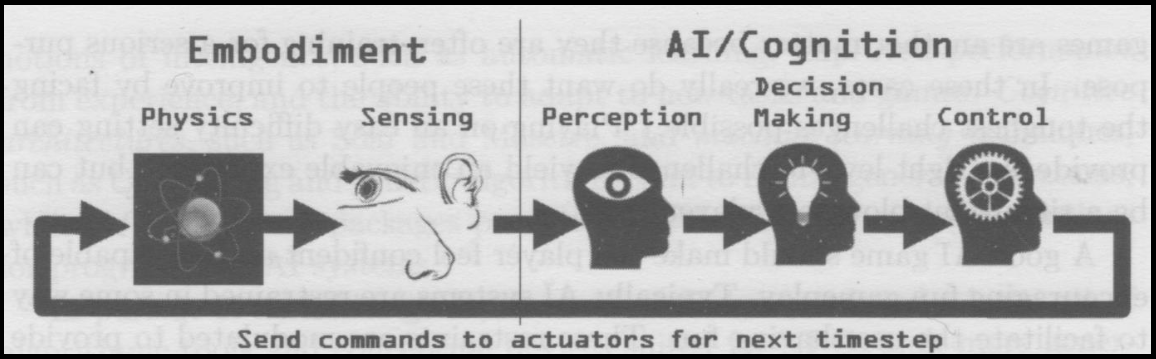 Embodiment
AI/Cognition
Physics
Sensing
Perception
Decision
Making
Control
Send commands to actuators for next timestep